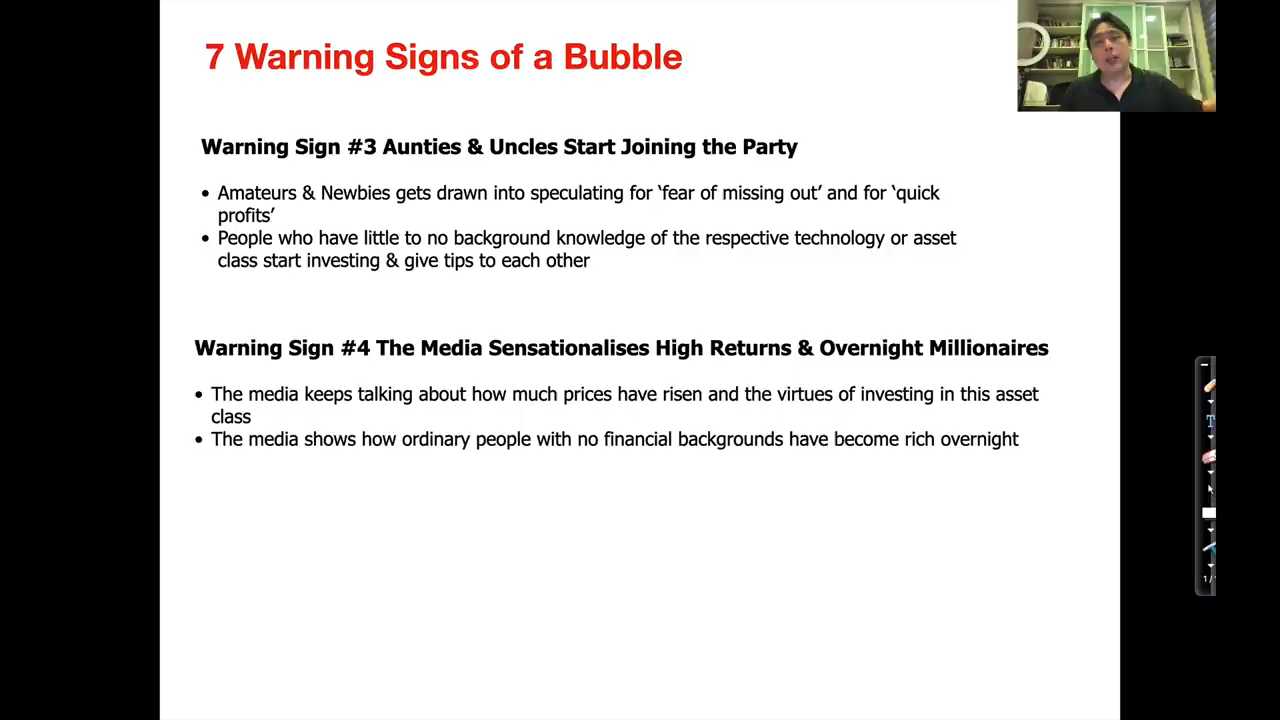 7 Warning Signs of a Bubble
Warning Sign #3 Aunties & Uncles Start Joining the Party
• Amateurs & Newbies gets drawn into speculating for ‘fear of missing out’ and for ‘quick
profits’
• People who have little to no background knowledge of the respective technology or asset
class start investing & give tips to each other
Warning Sign #4 The Media Sensationalises High Returns & Overnight Millionaires
• The media keeps talking about how much prices have risen and the virtues of investing in this asset
class
• The media shows how ordinary people with no financial backgrounds have become rich overnight
T
1/